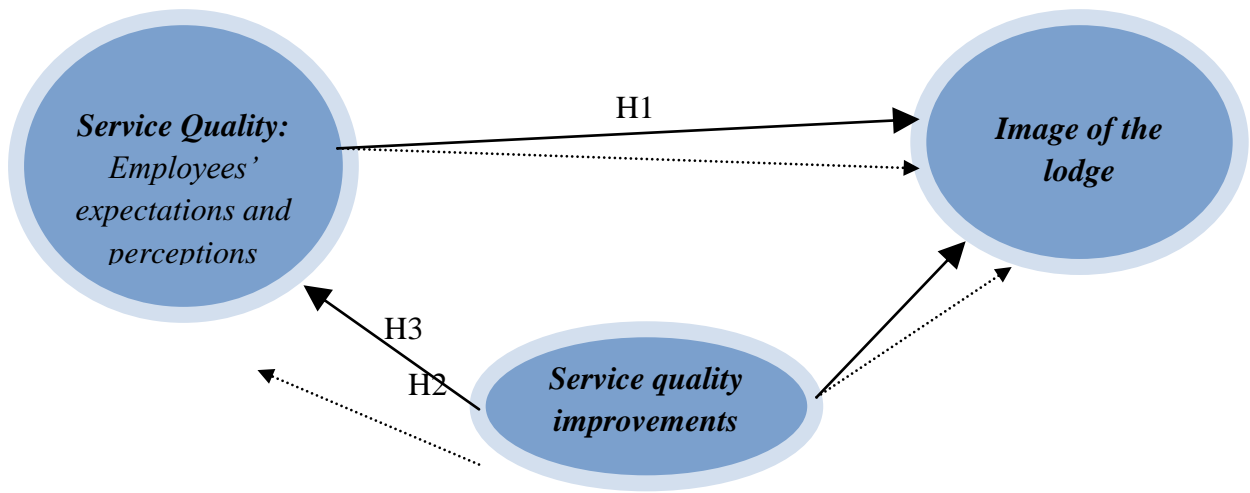 H1
Service Quality:
Employees’
expectations and
perceptions
Image of the
lodge
H3
H2
Service quality
improvements